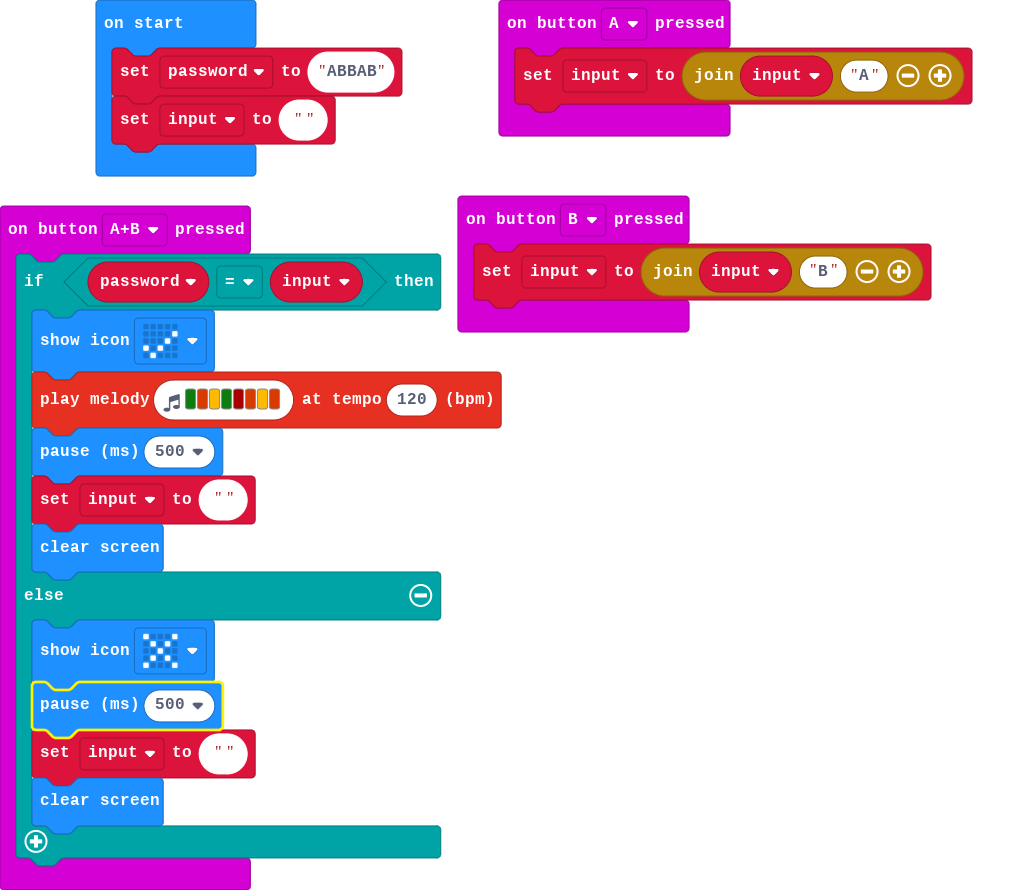 on start
set password to "ABBAB"
set input to " "
on button A pressed
set input to join input "A"
on button A+B pressed
if password = input then
show icon
play melody at tempo 120 (bpm)
pause (ms) 500
set input to " "
clear screen
else
show icon
pause (ms) 500
set input to " "
clear screen
on button B pressed
set input to join input "B"